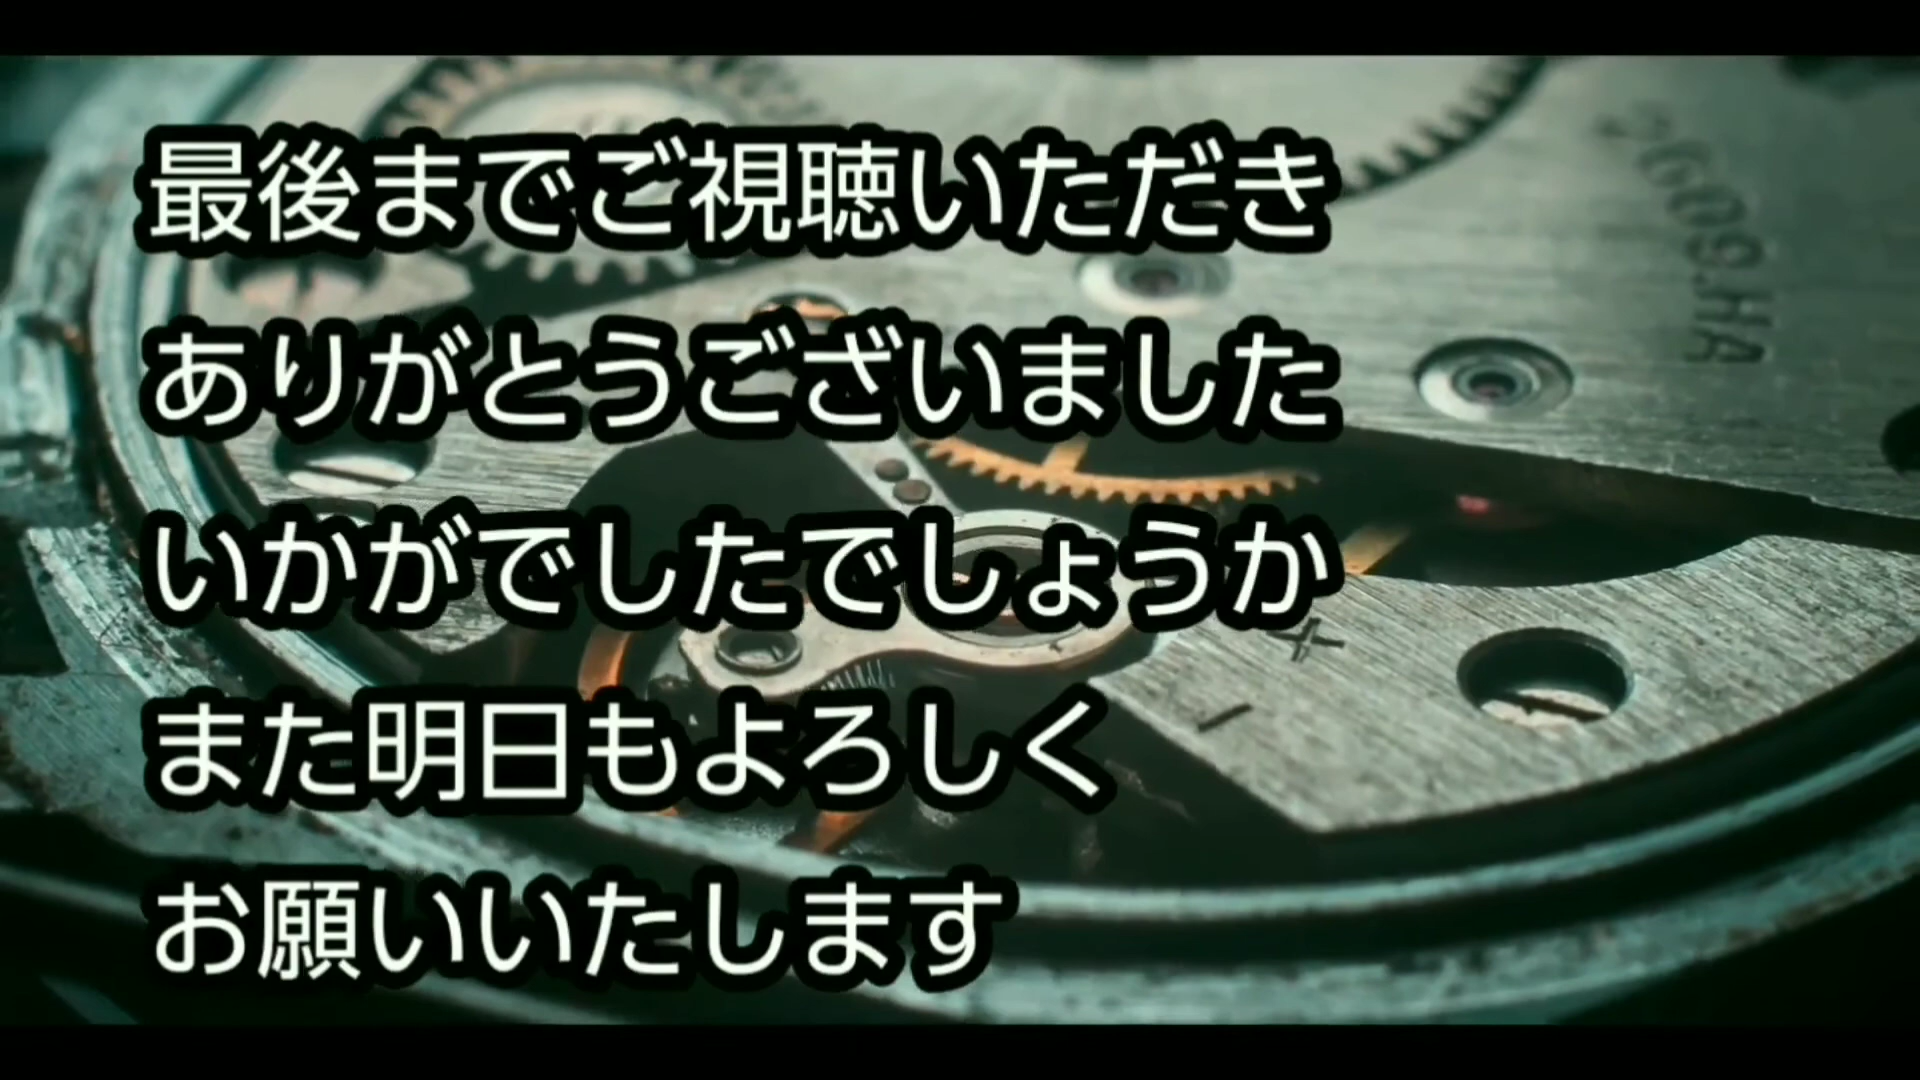 最後までご視聴いただき
ありがとうございました
いかがでしたでしょうか
また明日もよろしく
お願いいたします
2609.HA
+
-